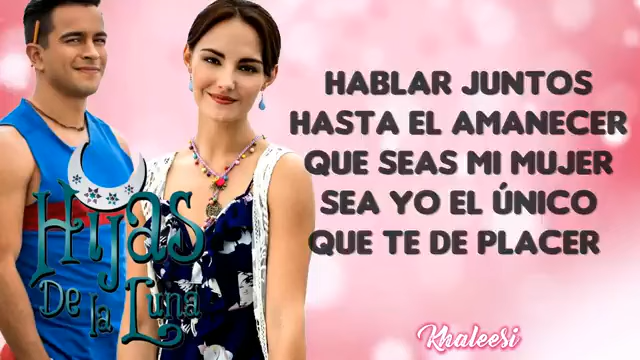 HABLAR JUNTOS
HASTA EL AMANECER
QUE SEAS MI MUJER
SEA YO EL ÚNICO
QUE TE DE PLACER
Hijas
De la Luna
Khaleesi